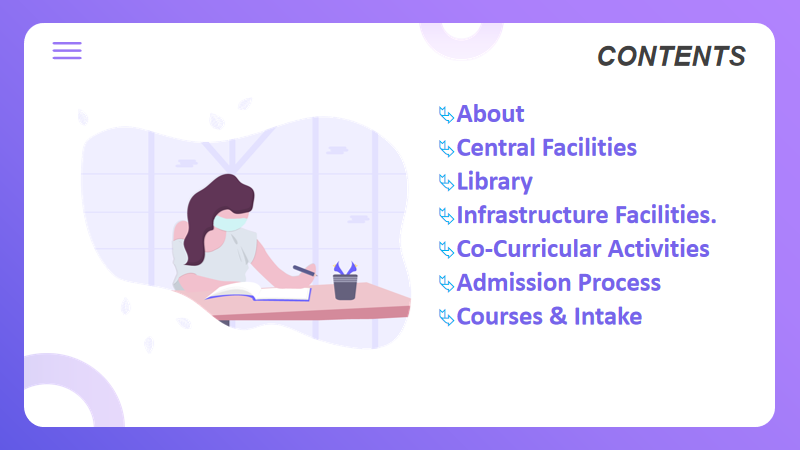 CONTENTS
About
Central Facilities
Library
Infrastructure Facilities.
Co-Curricular Activities
Admission Process
Courses & Intake